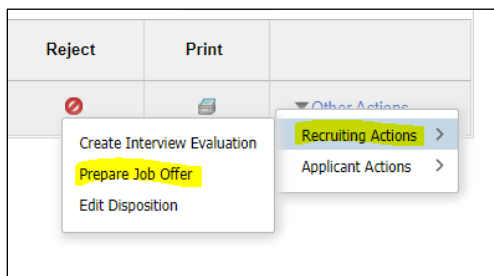 Reject Print
Other Actions
Recruiting Actions >
Applicant Actions >
Create Interview Evaluation
Prepare Job Offer
Edit Disposition